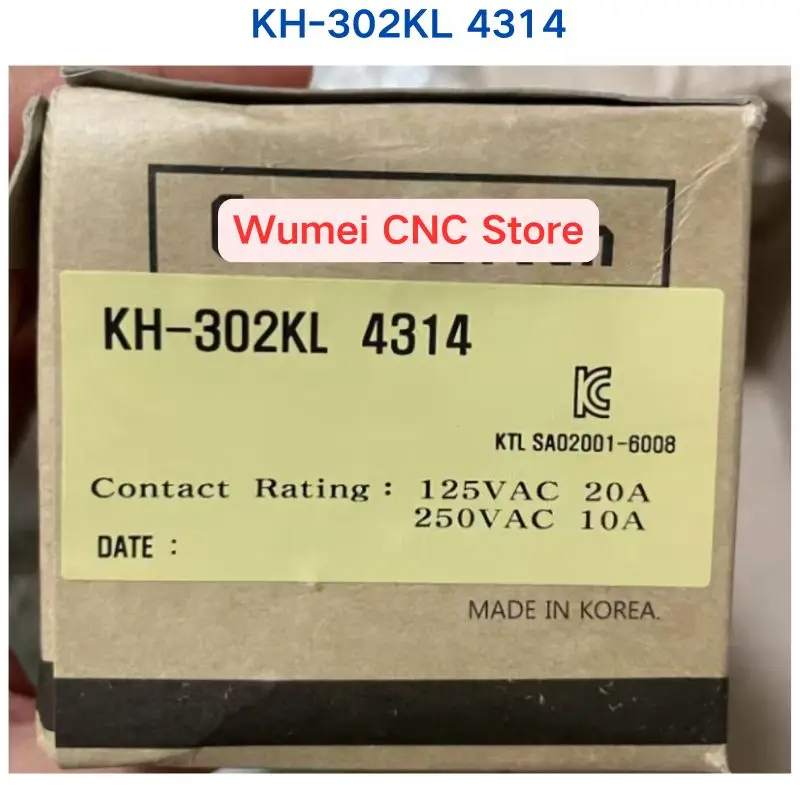 KH-302KL 4314
Wumei CNC Store
KH-302KL 4314
KC
KTL SA02001-6008
Contact Rating : 125VAC 20A
250VAC 10A
DATE :
MADE IN KOREA.